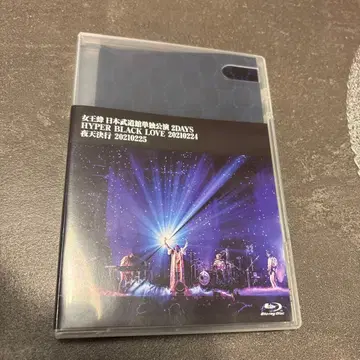 女王蜂 日本武道館単独公演 2DAYS
HYPER BLACK LOVE 20210224
夜天決行 20210225
Blu-ray Disc